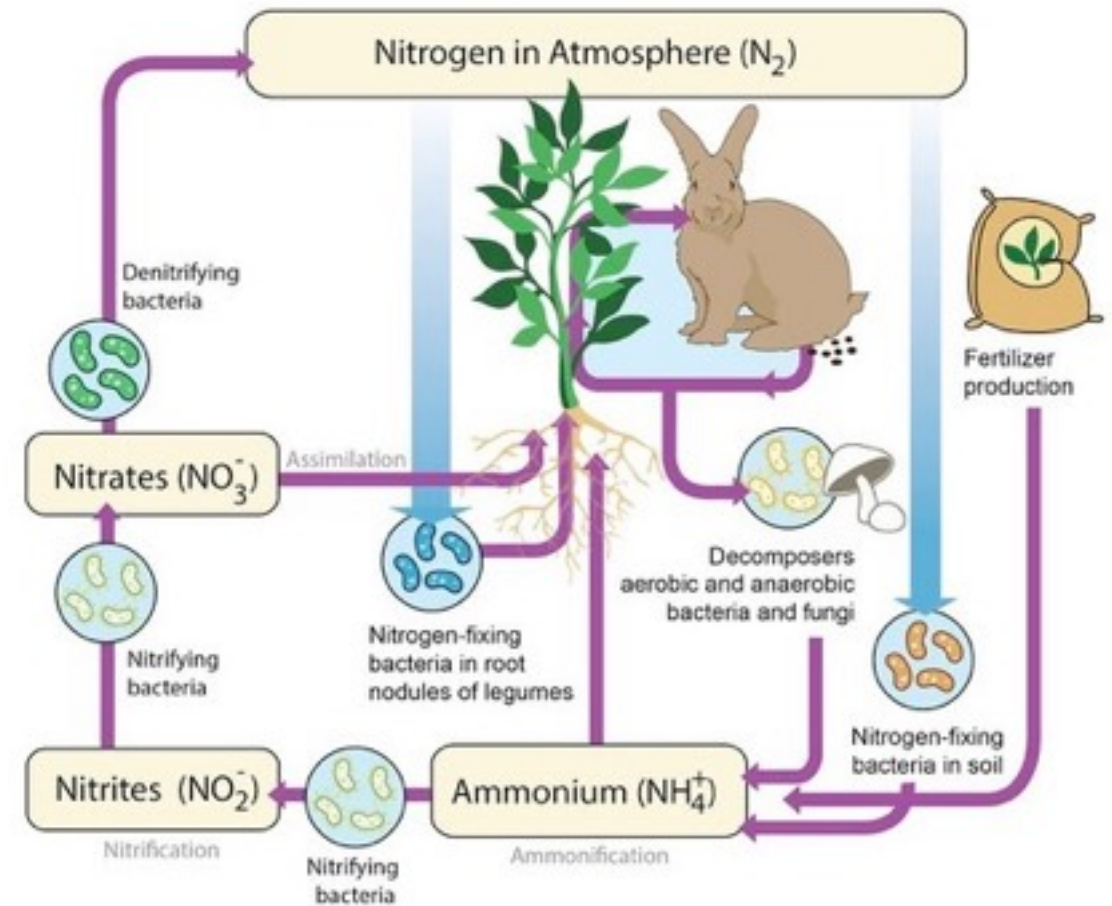 Nitrogen in Atmosphere (N₂)
Denitrifying
bacteria
Fertilizer
production
Nitrates (NO₃⁻)
Assimilation
Decomposers
aerobic and anaerobic
bacteria and fungi
Nitrogen-fixing
bacteria in root
nodules of legumes
Nitrifying
bacteria
Nitrogen-fixing
bacteria in soil
Nitrites (NO₂⁻)
Ammonium (NH₄⁺)
Nitrification
Ammonification
Nitrifying
bacteria